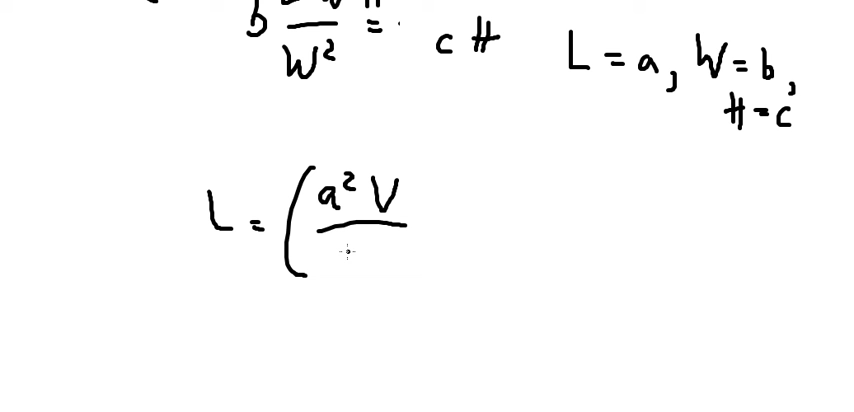 b
W² =
c H
L = a, W = b,
H = c
L = ( a² V